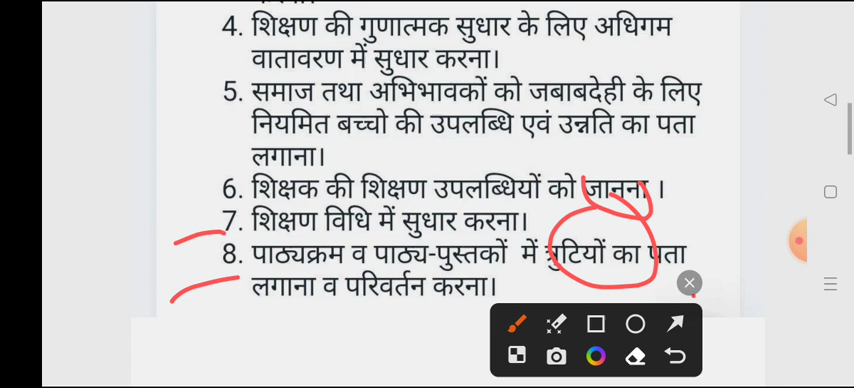 4. शिक्षण की गुणात्मक सुधार के लिए अधिगम
वातावरण में सुधार करना।
5. समाज तथा अभिभावकों को जबाबदेही के लिए
नियमित बच्चो की उपलब्धि एवं उन्नति का पता
लगाना।
6. शिक्षक की शिक्षण उपलब्धियों को जानना ।
7. शिक्षण विधि में सुधार करना।
8. पाठ्यक्रम व पाठ्य-पुस्तकों में त्रुटियों का पता
लगाना व परिवर्तन करना।